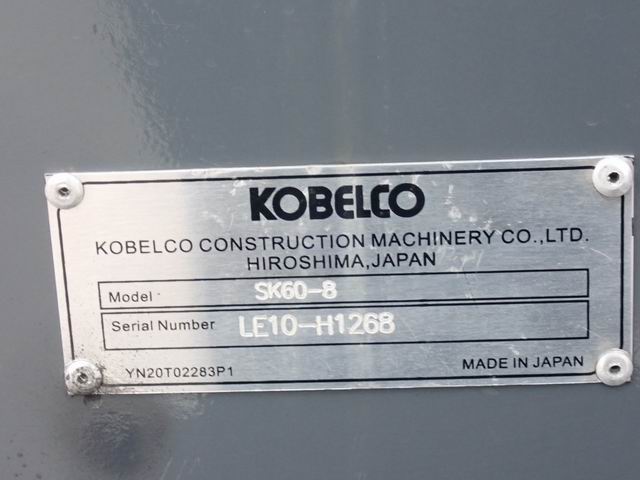 KOBELCO
KOBELCO CONSTRUCTION MACHINERY CO.,LTD.
HIROSHIMA,JAPAN
Model SK60-8
Serial Number LE10-H1268
YN20T02283P1 MADE IN JAPAN